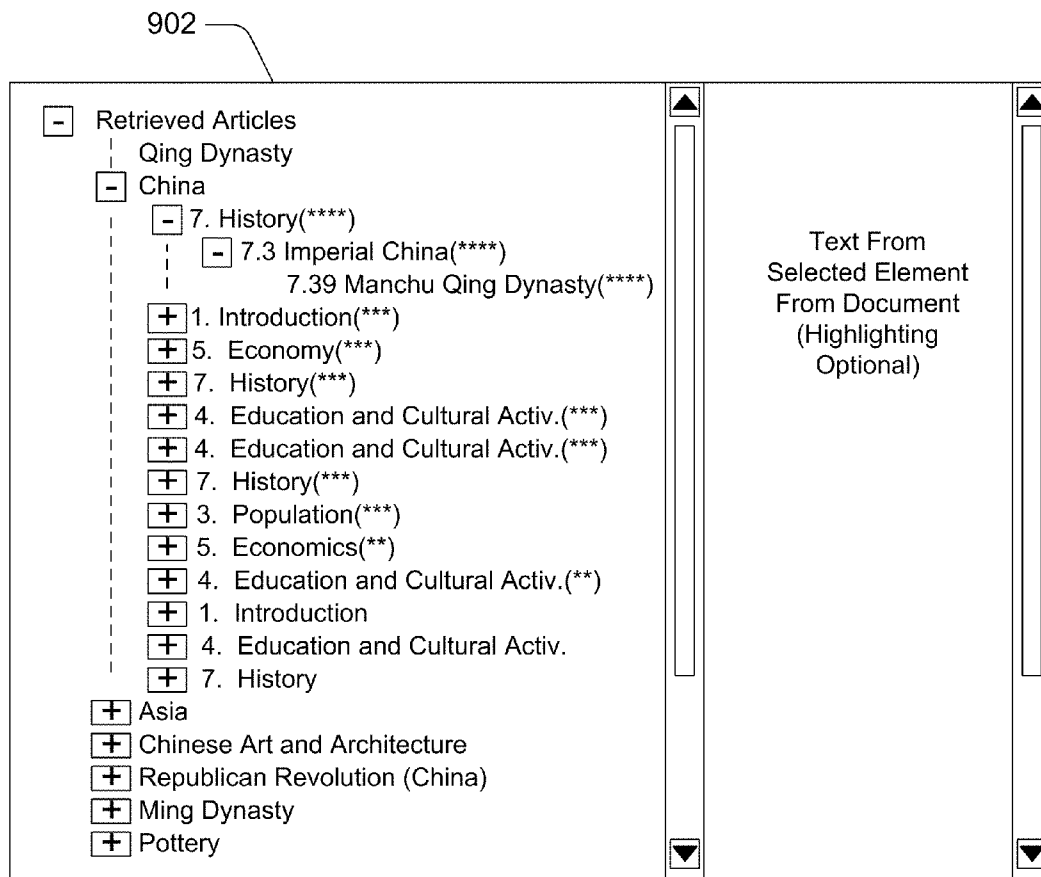 902
Retrieved Articles
Qing Dynasty
China
7. History(****)
7.3 Imperial China(****)
7.39 Manchu Qing Dynasty(****)
1. Introduction(***)
5. Economy(***)
7. History(***)
4. Education and Cultural Activ.(***)
4. Education and Cultural Activ.(***)
7. History(***)
3. Population(***)
5. Economics(**)
4. Education and Cultural Activ.(**)
1. Introduction
4. Education and Cultural Activ.
7. History
Asia
Chinese Art and Architecture
Republican Revolution (China)
Ming Dynasty
Pottery
Text From
Selected Element
From Document
(Highlighting
Optional)